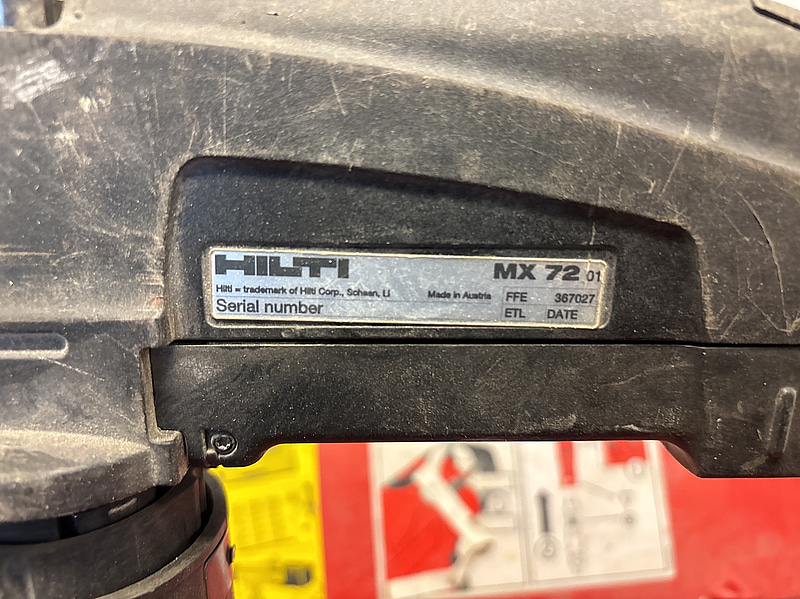 HILTI
MX 72 01
Hilti = trademark of Hilti Corp., Schaan, LI
Made in Austria
FFE 367027
Serial number
ETL DATE